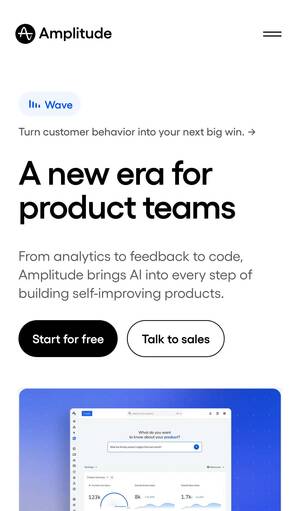 Amplitude
Wave
Turn customer behavior into your next big win. →
A new era for
product teams
From analytics to feedback to code,
Amplitude brings AI into every step of
building self-improving products.
Start for free
Talk to sales
What do you want
to know about your product?
123k
8k
1.7k